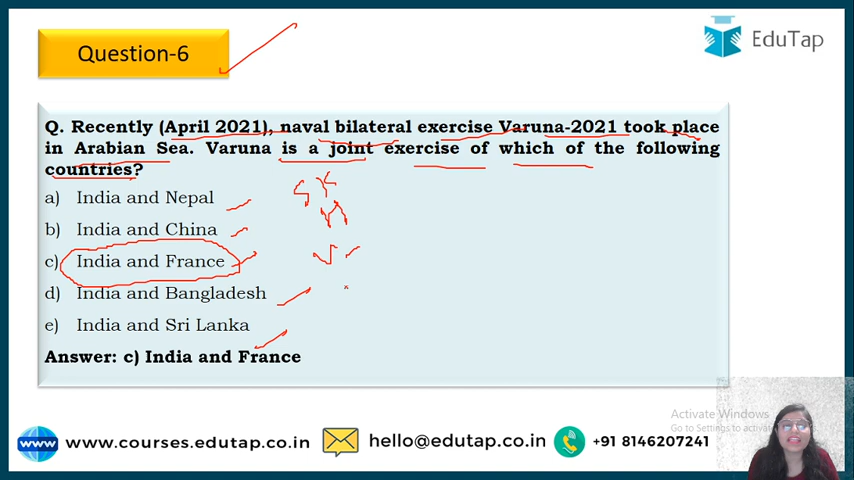 Question-6
EduTap
Q. Recently (April 2021), naval bilateral exercise Varuna-2021 took place
in Arabian Sea. Varuna is a joint exercise of which of the following
countries?
a) India and Nepal
b) India and China
c) India and France
d) India and Bangladesh
e) India and Sri Lanka
Answer: c) India and France
Activate Windows
www
www.courses.edutap.co.in
hello@edutap.co.in
+91 8146207241